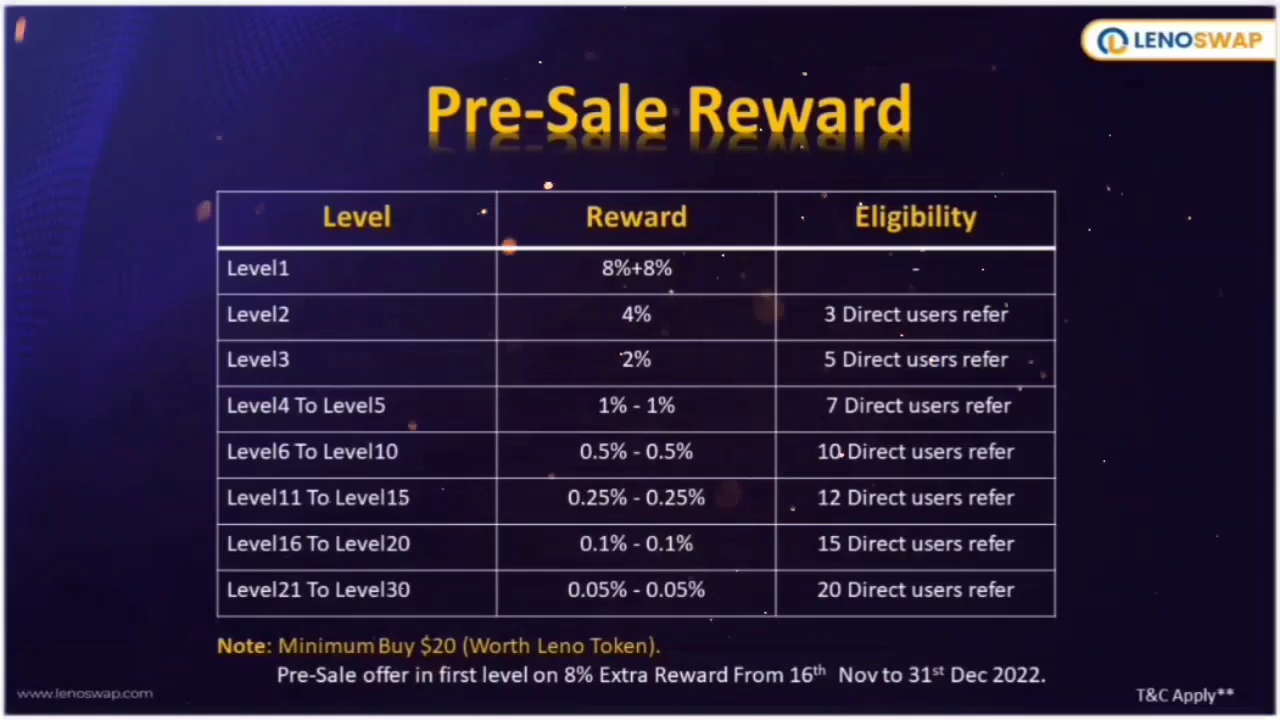 LENOSWAP
Pre-Sale Reward
Level Reward Eligibility
Level1 8%+8% -
Level2 4% 3 Direct users refer
Level3 2% 5 Direct users refer
Level4 To Level5 1% - 1% 7 Direct users refer
Level6 To Level10 0.5% - 0.5% 10 Direct users refer
Level11 To Level15 0.25% - 0.25% 12 Direct users refer
Level16 To Level20 0.1% - 0.1% 15 Direct users refer
Level21 To Level30 0.05% - 0.05% 20 Direct users refer
Note: Minimum Buy $20 (Worth Leno Token).
Pre-Sale offer in first level on 8% Extra Reward From 16th Nov to 31st Dec 2022.
www.lenoswap.com
T&C Apply**